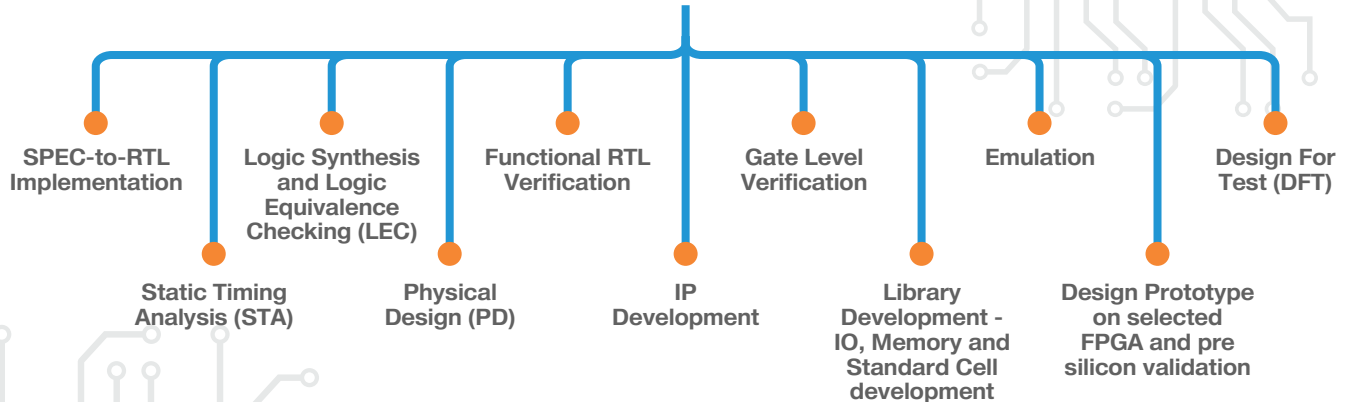 SPEC-to-RTL
Implementation
Logic Synthesis
and Logic
Equivalence
Checking (LEC)
Functional RTL
Verification
Gate Level
Verification
Emulation
Design For
Test (DFT)
Static Timing
Analysis (STA)
Physical
Design (PD)
IP
Development
Library
Development -
IO, Memory and
Standard Cell
development
Design Prototype
on selected
FPGA and pre
silicon validation